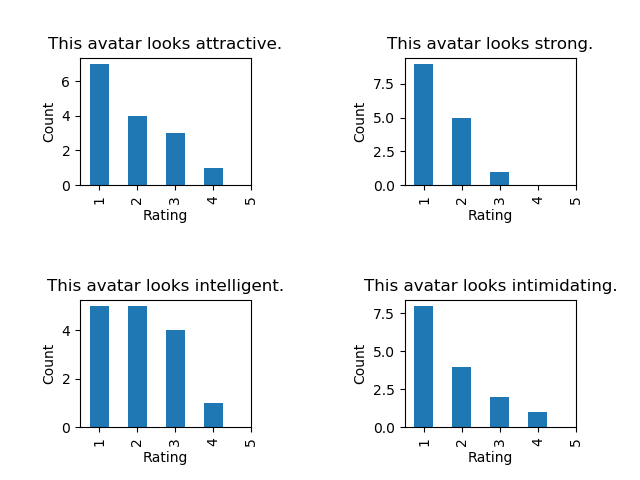 This avatar looks attractive.
6
4
2
0
Count
1 2 3 4 5
Rating
This avatar looks strong.
7.5
5.0
2.5
0.0
Count
1 2 3 4 5
Rating
This avatar looks intelligent.
4
2
0
Count
1 2 3 4 5
Rating
This avatar looks intimidating.
7.5
5.0
2.5
0.0
Count
1 2 3 4 5
Rating